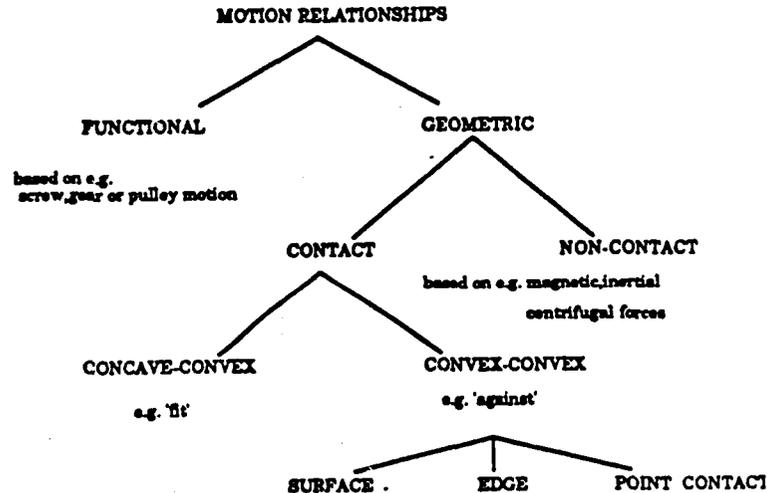 MOTION RELATIONSHIPS
FUNCTIONAL
GEOMETRIC
based on e.g.
screw,gear or pulley motion
CONTACT
NON-CONTACT
based on e.g. magnetic,inertial
centrifugal forces
CONCAVE-CONVEX
CONVEX-CONVEX
e.g. 'fit'
e.g. 'against'
SURFACE .
EDGE
POINT CONTACT